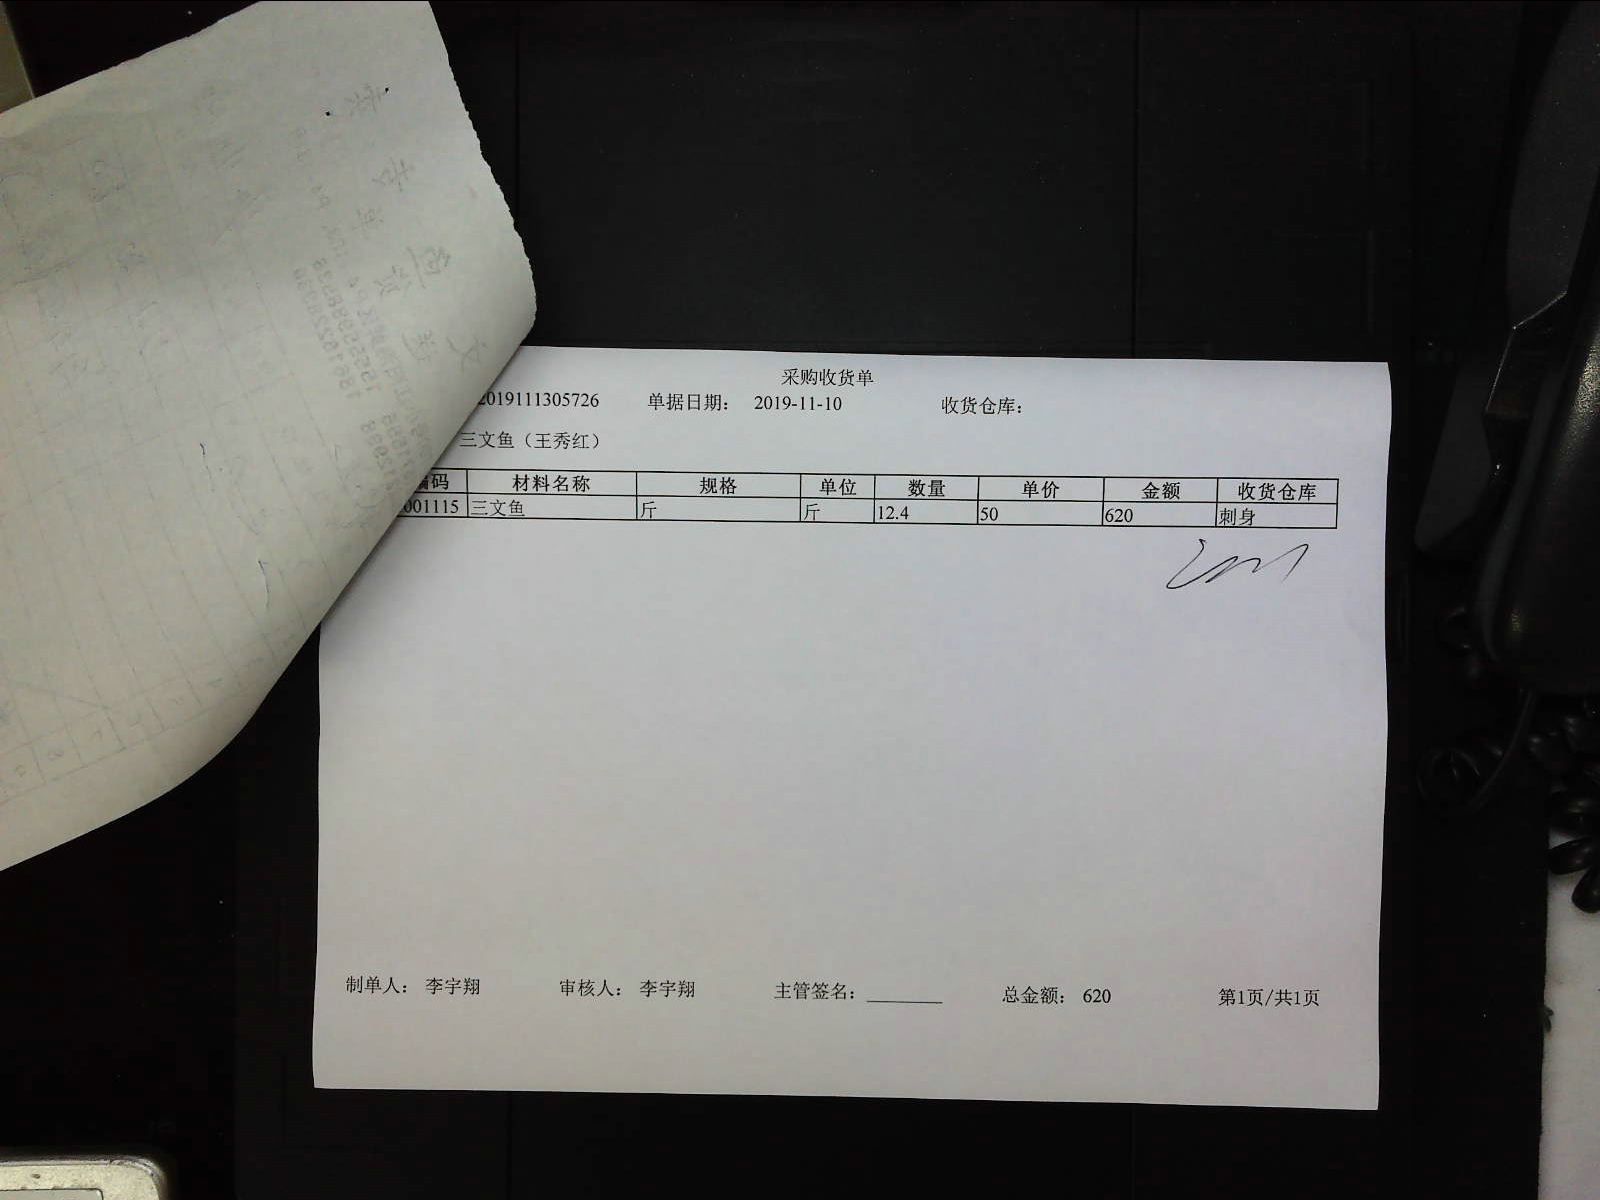 采购收货单
2019111305726 单据日期： 2019-11-10 收货仓库：
三文鱼（王秀红）
编码 材料名称 规格 单位 数量 单价 金额 收货仓库
001115 三文鱼 斤 斤 12.4 50 620 刺身
制单人： 李宇翔 审核人： 李宇翔 主管签名： 总金额： 620 第1页/共1页